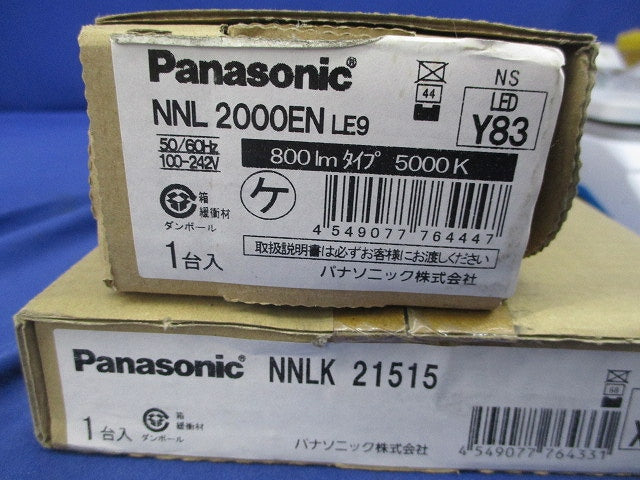 Panasonic®
NNL 2000EN LE9
50/60Hz
100-242V
800 lm タイプ 5000K
44
NS
LED
Y83
ケ
箱
緩衝材
ダンボール
4 549077 764447
1台入
取扱説明書は必ずお客様にお渡しください
パナソニック株式会社
Panasonic®
NNLK 21515
1台入
箱
緩衝材
ダンボール
パナソニック株式会社
4 549077 764331